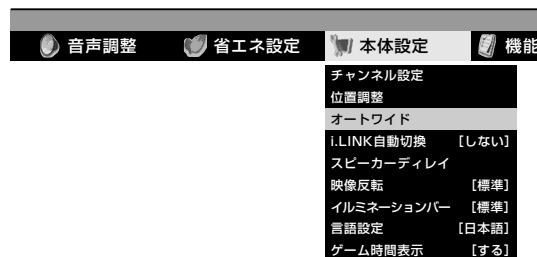 音声調整 省エネ設定 本体設定 機能
チャンネル設定
位置調整
オートワイド
i.LINK自動切換 [しない]
スピーカーディレイ
映像反転 [標準]
イルミネーションバー [標準]
言語設定 [日本語]
ゲーム時間表示 [する]